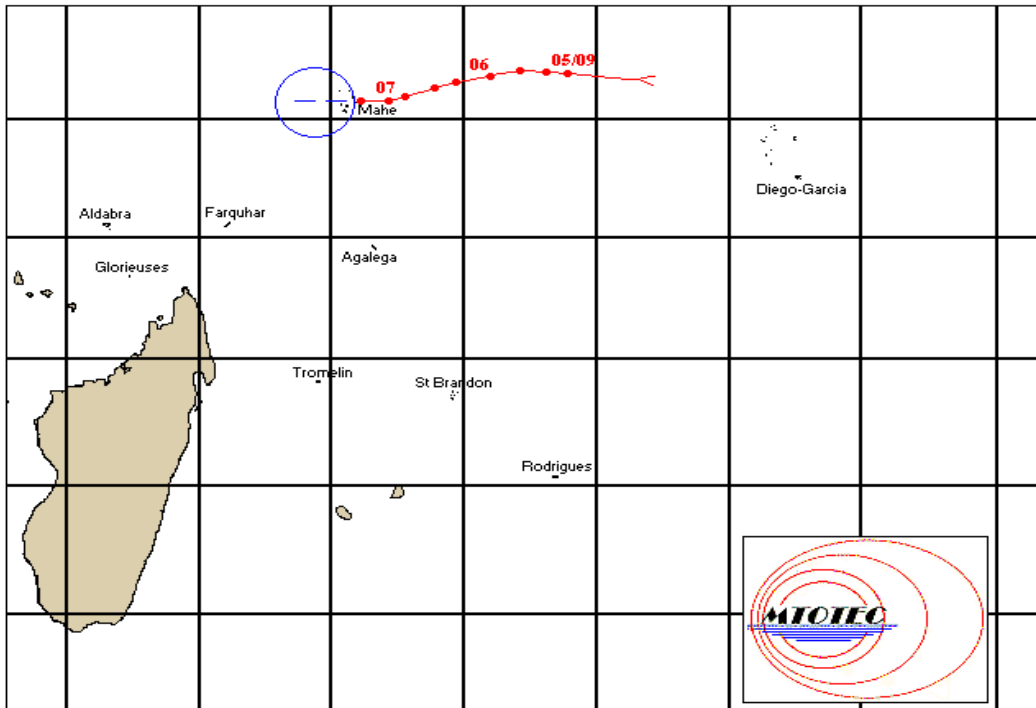 05/09
06
07
Mahe
Diego-Garcia
Aldabra
Farquhar
Agalega
Glorieuses
Tromelin
St Brandon
Rodrigues
MTOTEC